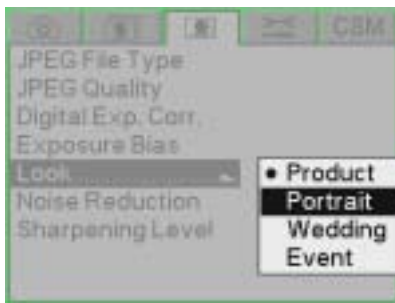 CSM
JPEG File Type
JPEG Quality
Digital Exp. Corr.
Exposure Bias
Look
Product
Noise Reduction
Portrait
Sharpening Level
Wedding
Event